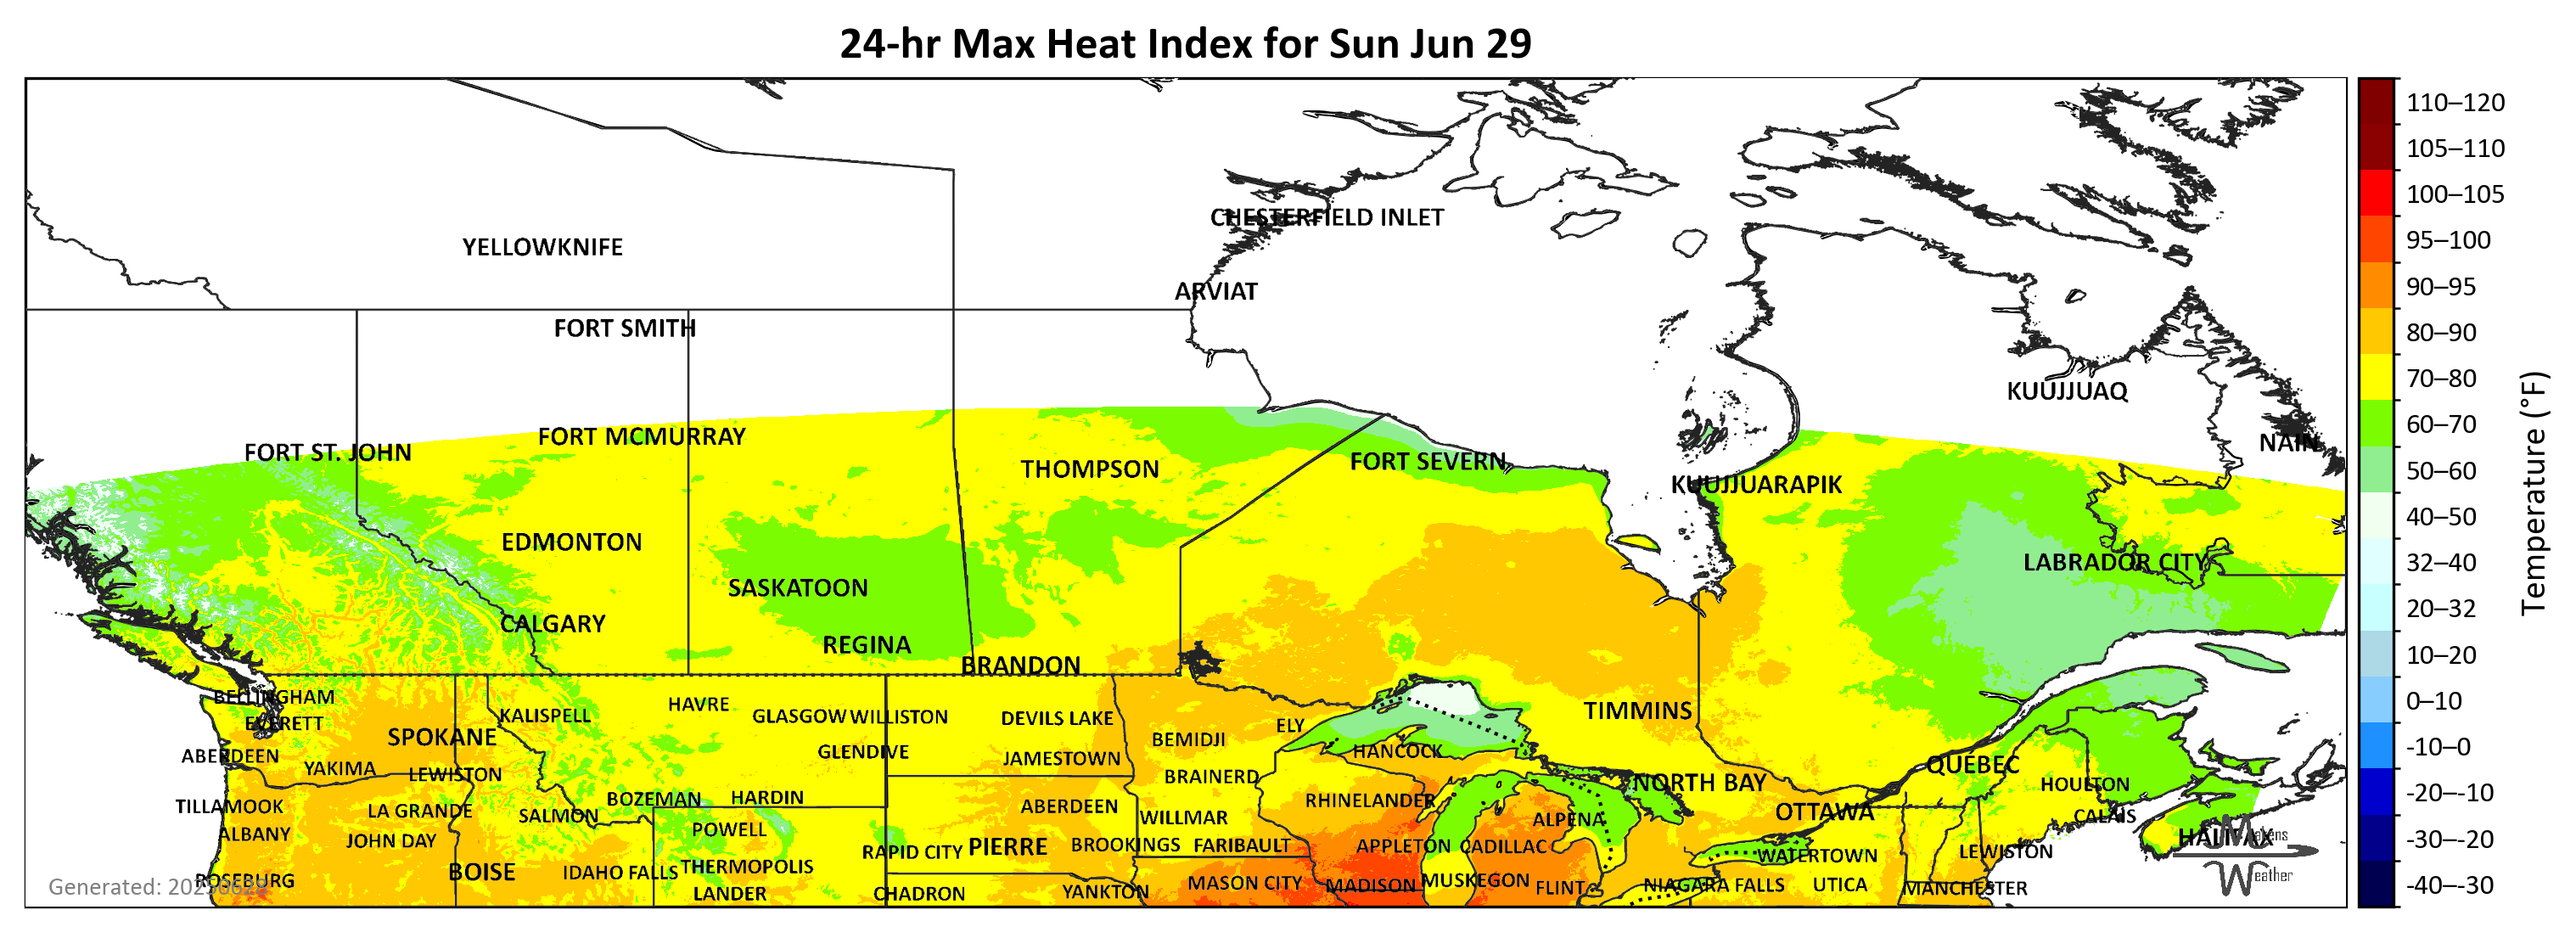 24-hr Max Heat Index for Sun Jun 29
110–120
105–110
100–105
95–100
90–95
80–90
70–80
60–70
50–60
40–50
32–40
20–32
10–20
0–10
-10–0
-20–-10
-30–-20
-40–-30
Temperature (°F)
CHESTERFIELD INLET
YELLOWKNIFE
ARVIAT
FORT SMITH
KUUJJUAQ
FORT MCMURRAY
NAIN
FORT ST. JOHN
FORT SEVERN
THOMPSON
KUUJJUARAPIK
EDMONTON
LABRADOR CITY
SASKATOON
CALGARY
REGINA
BRANDON
BELLINGHAM
HAVRE
TIMMINS
KALISPELL
GLASGOW
WILLISTON
DEVILS LAKE
EVERETT
ELY
SPOKANE
BEMIDJI
GLENDIVE
HANCOCK
ABERDEEN
JAMESTOWN
QUEBEC
YAKIMA
LEWISTON
BRAINERD
NORTH BAY
HOULTON
BOZEMAN
HARDIN
RHINELANDER
TILLAMOOK
LA GRANDE
ABERDEEN
OTTAWA
SALMON
WILLMAR
ALPENA
CALAIS
ALBANY
POWELL
HALIFAX
Makens
JOHN DAY
RAPID CITY
PIERRE
BROOKINGS
FARIBAULT
APPLETON
CADILLAC
WATERTOWN
LEWISTON
BOISE
IDAHO FALLS
THERMOPOLIS
Weather
ROSEBURG
MASON CITY
MADISON
MUSKEGON
FLINT
NIAGARA FALLS
UTICA
MANCHESTER
LANDER
CHADRON
YANKTON
Generated: 20250628